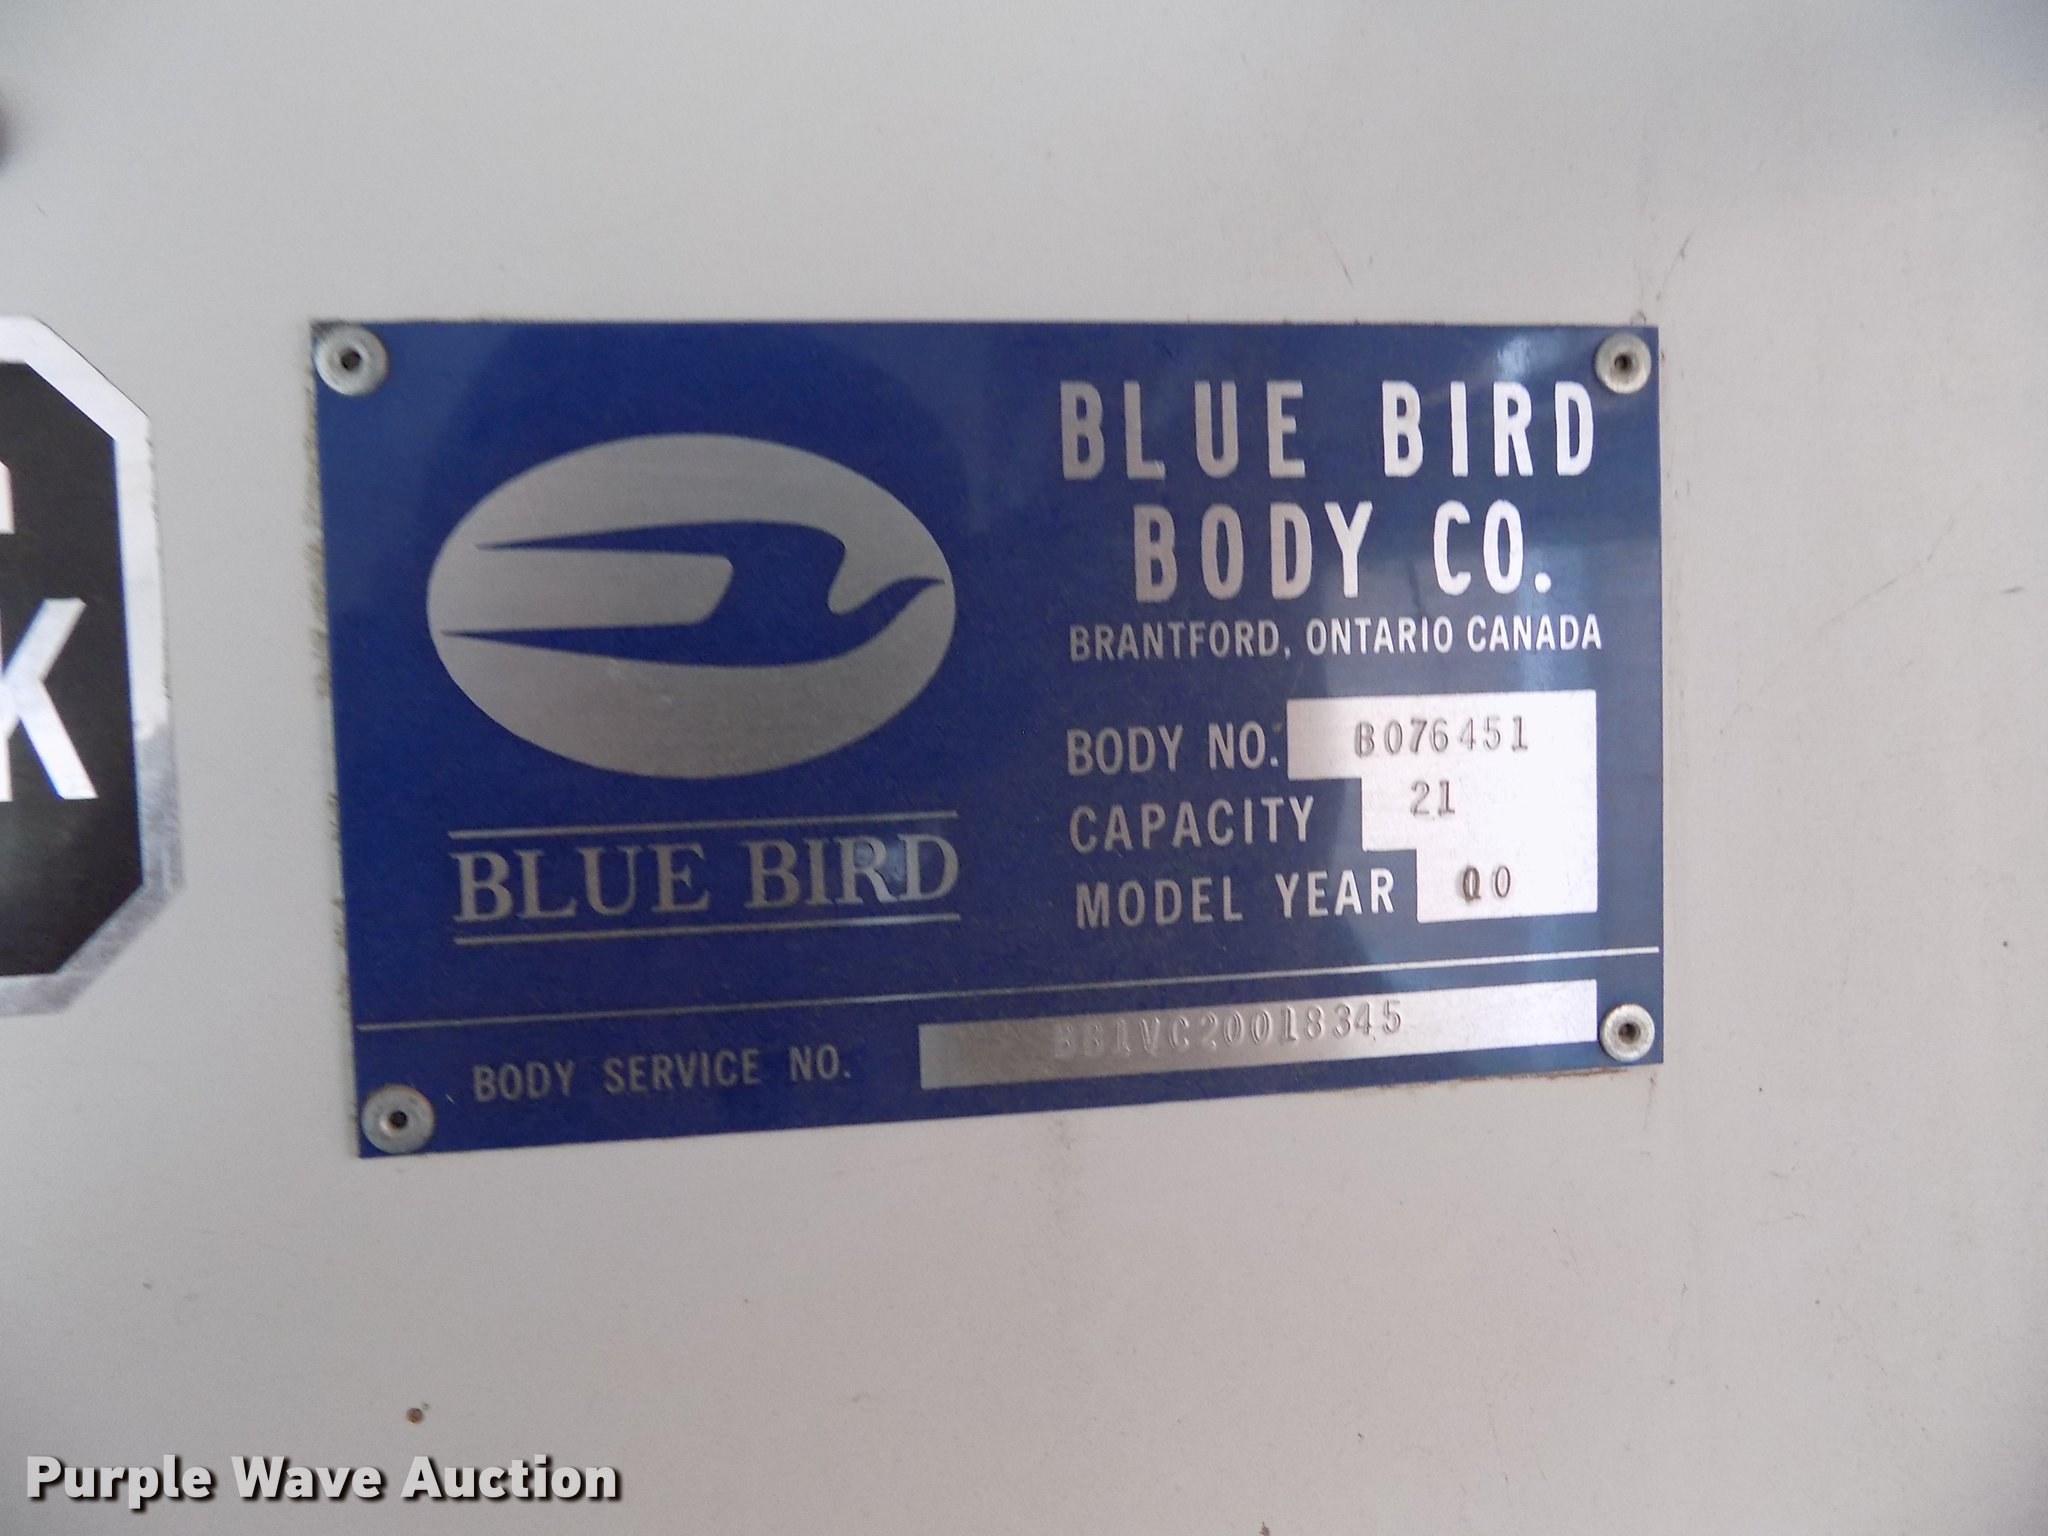 BLUE BIRD
BODY CO.
BRANTFORD, ONTARIO CANADA
BODY NO. B076451
CAPACITY 21
MODEL YEAR 00
BLUE BIRD
BODY SERVICE NO. BB1VC20018345
K
Purple Wave Auction